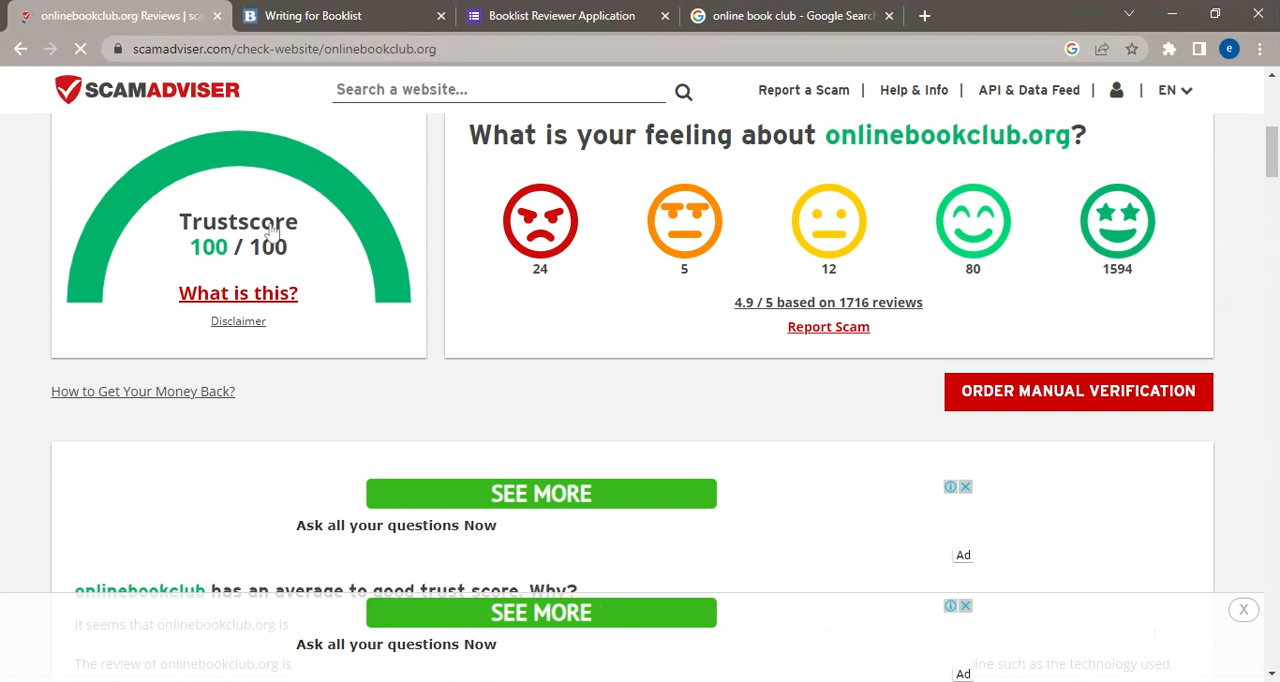 onlinebookclub.org Reviews | sca
Writing for Booklist
Booklist Reviewer Application
online book club - Google Search
scamadviser.com/check-website/onlinebookclub.org
e
SCAMADVISER
Search a website...
Report a Scam | Help & Info | API & Data Feed | | EN
Trustscore
100 / 100
What is this?
Disclaimer
What is your feeling about onlinebookclub.org?
24 5 12 80 1594
4.9 / 5 based on 1716 reviews
Report Scam
How to Get Your Money Back?
ORDER MANUAL VERIFICATION
SEE MORE
Ask all your questions Now
Ad
onlinebookclub has an average to good trust score. Why?
SEE MORE
X
It seems that onlinebookclub.org is
Ask all your questions Now
The review of onlinebookclub.org is
line such as the technology used.
Ad